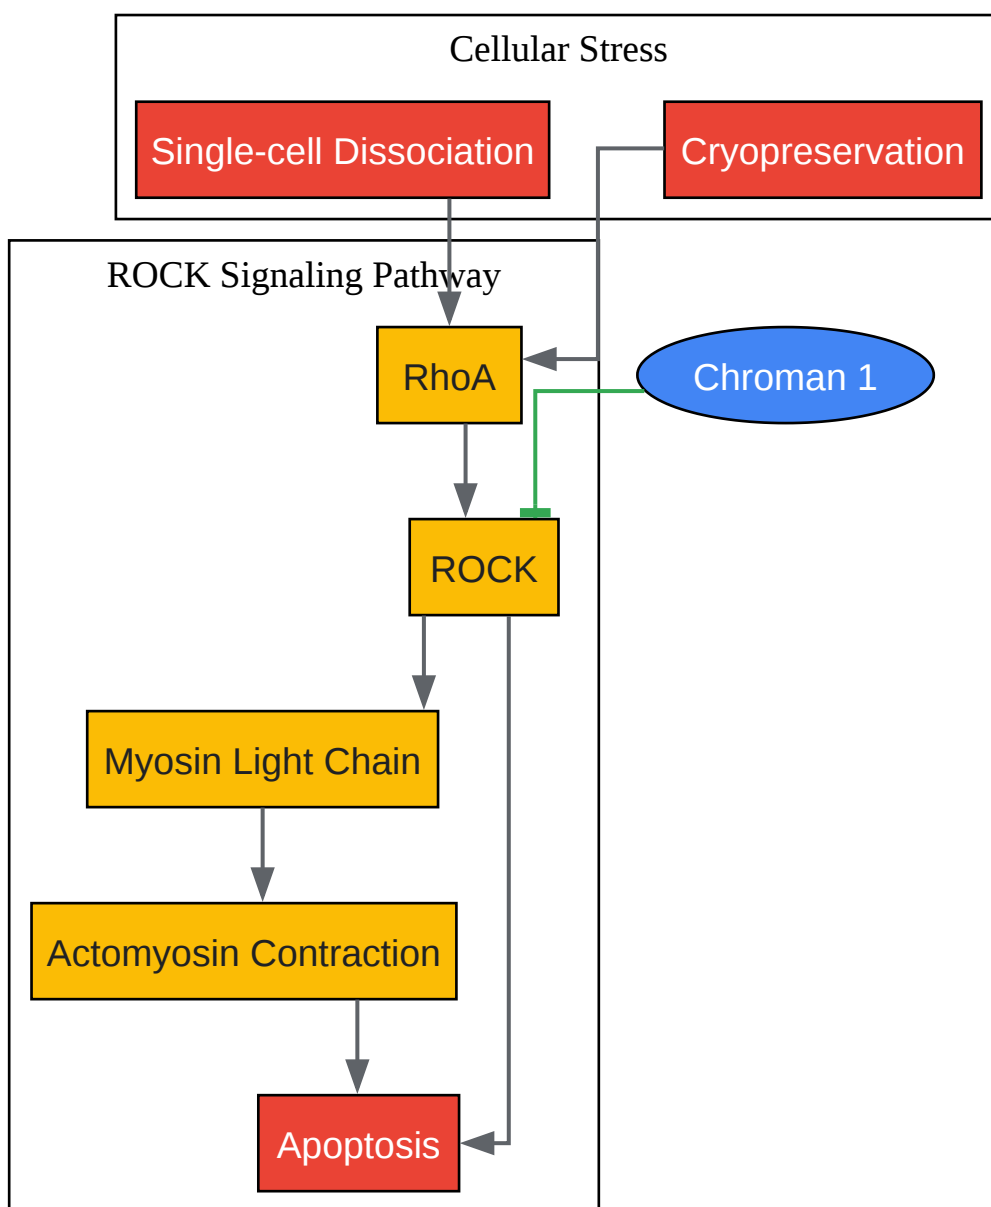 Cellular Stress
Single-cell Dissociation
Cryopreservation
ROCK Signaling Pathway
RhoA
Chroman 1
ROCK
Myosin Light Chain
Actomyosin Contraction
Apoptosis